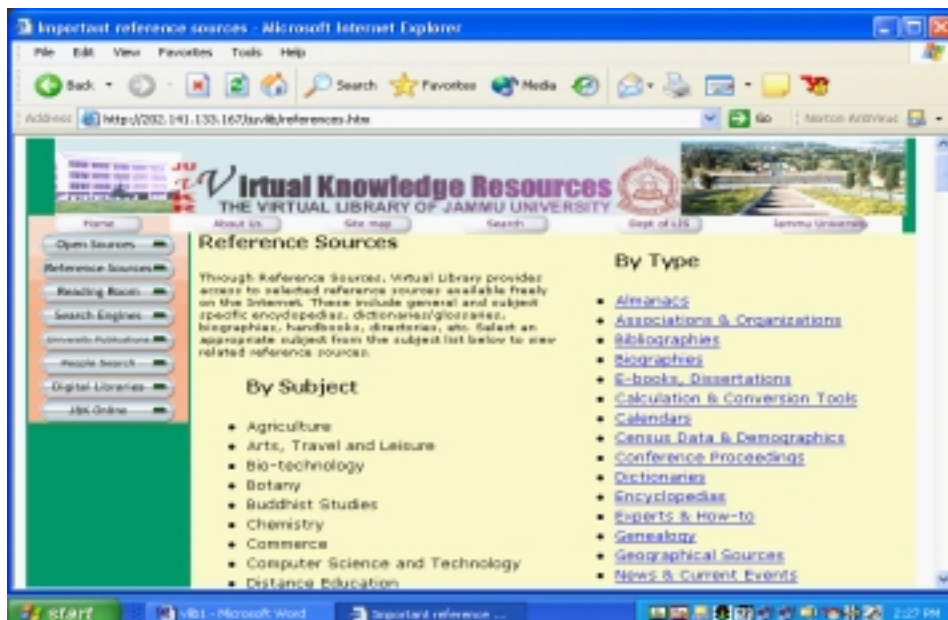 Important reference sources - Microsoft Internet Explorer
File Edit View Favorites Tools Help
Back Search Favorites Media
Address http://202.141.133.167/juvlib/references.htm Go Norton AntiVirus
Virtual Knowledge Resources
THE VIRTUAL LIBRARY OF JAMMU UNIVERSITY
Home About Us Site map Search Dept of LIS Jammu University
Open Sources
Reference Sources
Reading Room
Search Engines
University Publications
People Search
Digital Libraries
J&K Online
Reference Sources
Through Reference Sources, Virtual Library provides
access to selected reference sources available freely
on the Internet. These include general and subject
specific encyclopedias, dictionaries/glossaries,
biographies, handbooks, directories, etc. Select an
appropriate subject from the subject list below to view
related reference sources.
By Subject
Agriculture
Arts, Travel and Leisure
Bio-technology
Botany
Buddhist Studies
Chemistry
Commerce
Computer Science and Technology
Distance Education
By Type
Almanacs
Associations & Organizations
Bibliographies
Biographies
E-books, Dissertations
Calculation & Conversion Tools
Calendars
Census Data & Demographics
Conference Proceedings
Dictionaries
Encyclopedias
Experts & How-to
Genealogy
Geographical Sources
News & Current Events
start vlib1 - Microsoft Word Important reference ... 2:27 PM